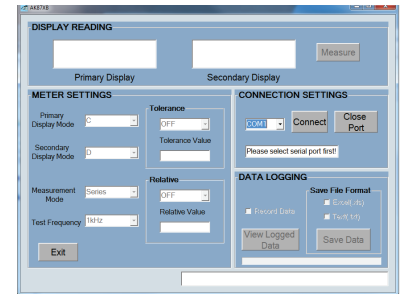 AK87XB
DISPLAY READING
Measure
Primary Display
Secondary Display
METER SETTINGS
Primary
Display Mode
C
Secondary
Display Mode
D
Measurement
Mode
Series
Test Frequency
1kHz
Exit
Tolerance
OFF
Tolerance Value
Relative
OFF
Relative Value
CONNECTION SETTINGS
COM1
Connect
Close
Port
Please select serial port first!
DATA LOGGING
Record Data
View Logged
Data
Save File Format
Excel(.xls)
Text(.txt)
Save Data